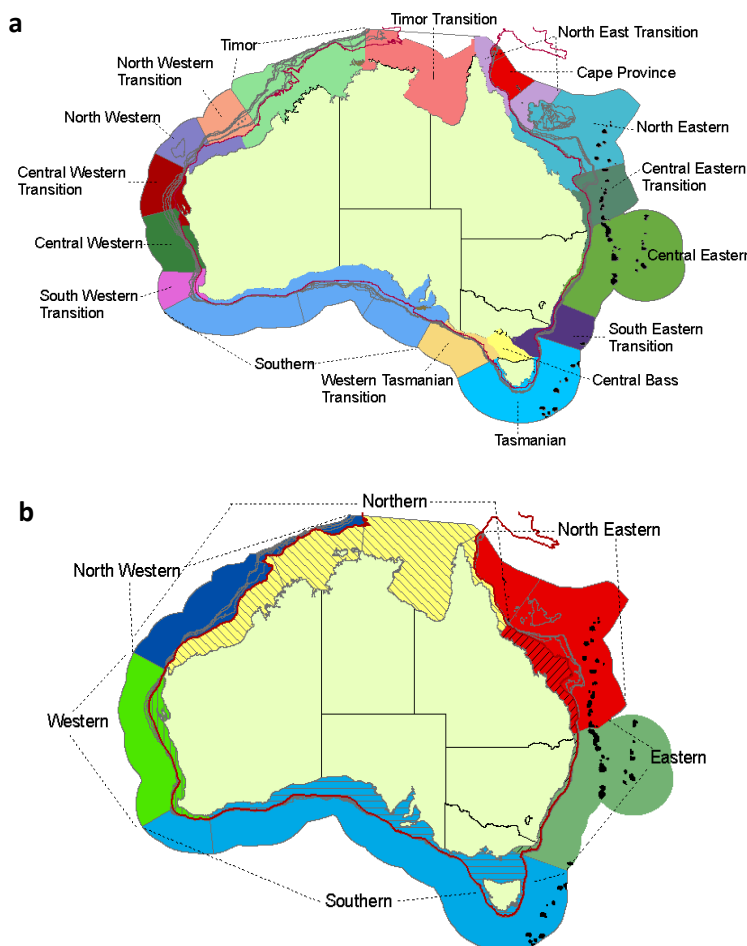 a
Timor Transition
Timor
North East Transition
North Western
Transition
Cape Province
North Western
North Eastern
Central Western
Transition
Central Eastern
Transition
Central Western
Central Eastern
South Western
Transition
South Eastern
Transition
Southern
Western Tasmanian
Transition
Central Bass
Tasmanian
b
Northern
North Eastern
North Western
Western
Eastern
Southern